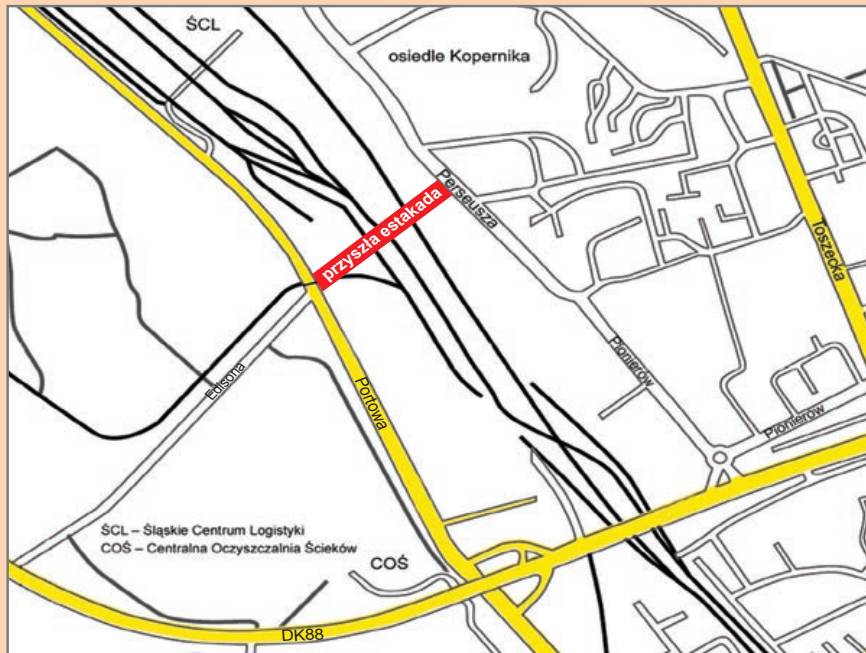 ŚCL
osiedle Kopernika
Perseusza
przyszła estakada
Toszecka
Pionierów
Edisona
Portowa
Pionierów
ŚCL – Śląskie Centrum Logistyki
COŚ – Centralna Oczyszczalnia Ścieków
COŚ
DK88